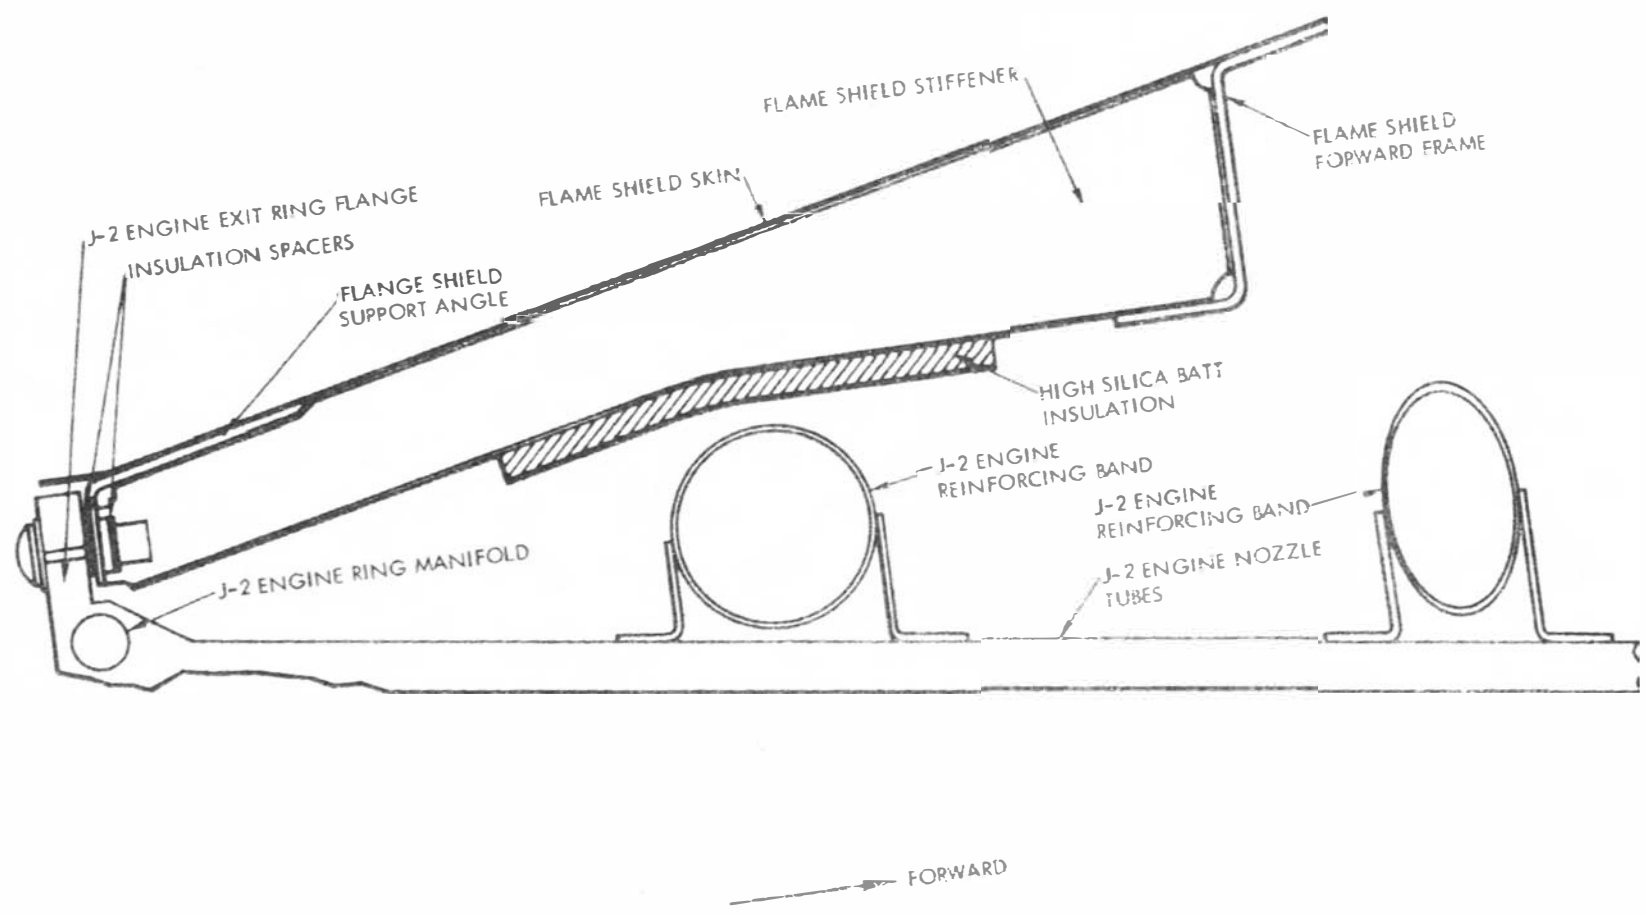 FLAME SHIELD STIFFENER
FLAME SHIELD
FORWARD FRAME
FLAME SHIELD SKIN
J-2 ENGINE EXIT RING FLANGE
INSULATION SPACERS
FLANGE SHIELD
SUPPORT ANGLE
HIGH SILICA BATT
INSULATION
J-2 ENGINE
REINFORCING BAND
J-2 ENGINE
REINFORCING BAND
J-2 ENGINE RING MANIFOLD
J-2 ENGINE NOZZLE
TUBES
FORWARD